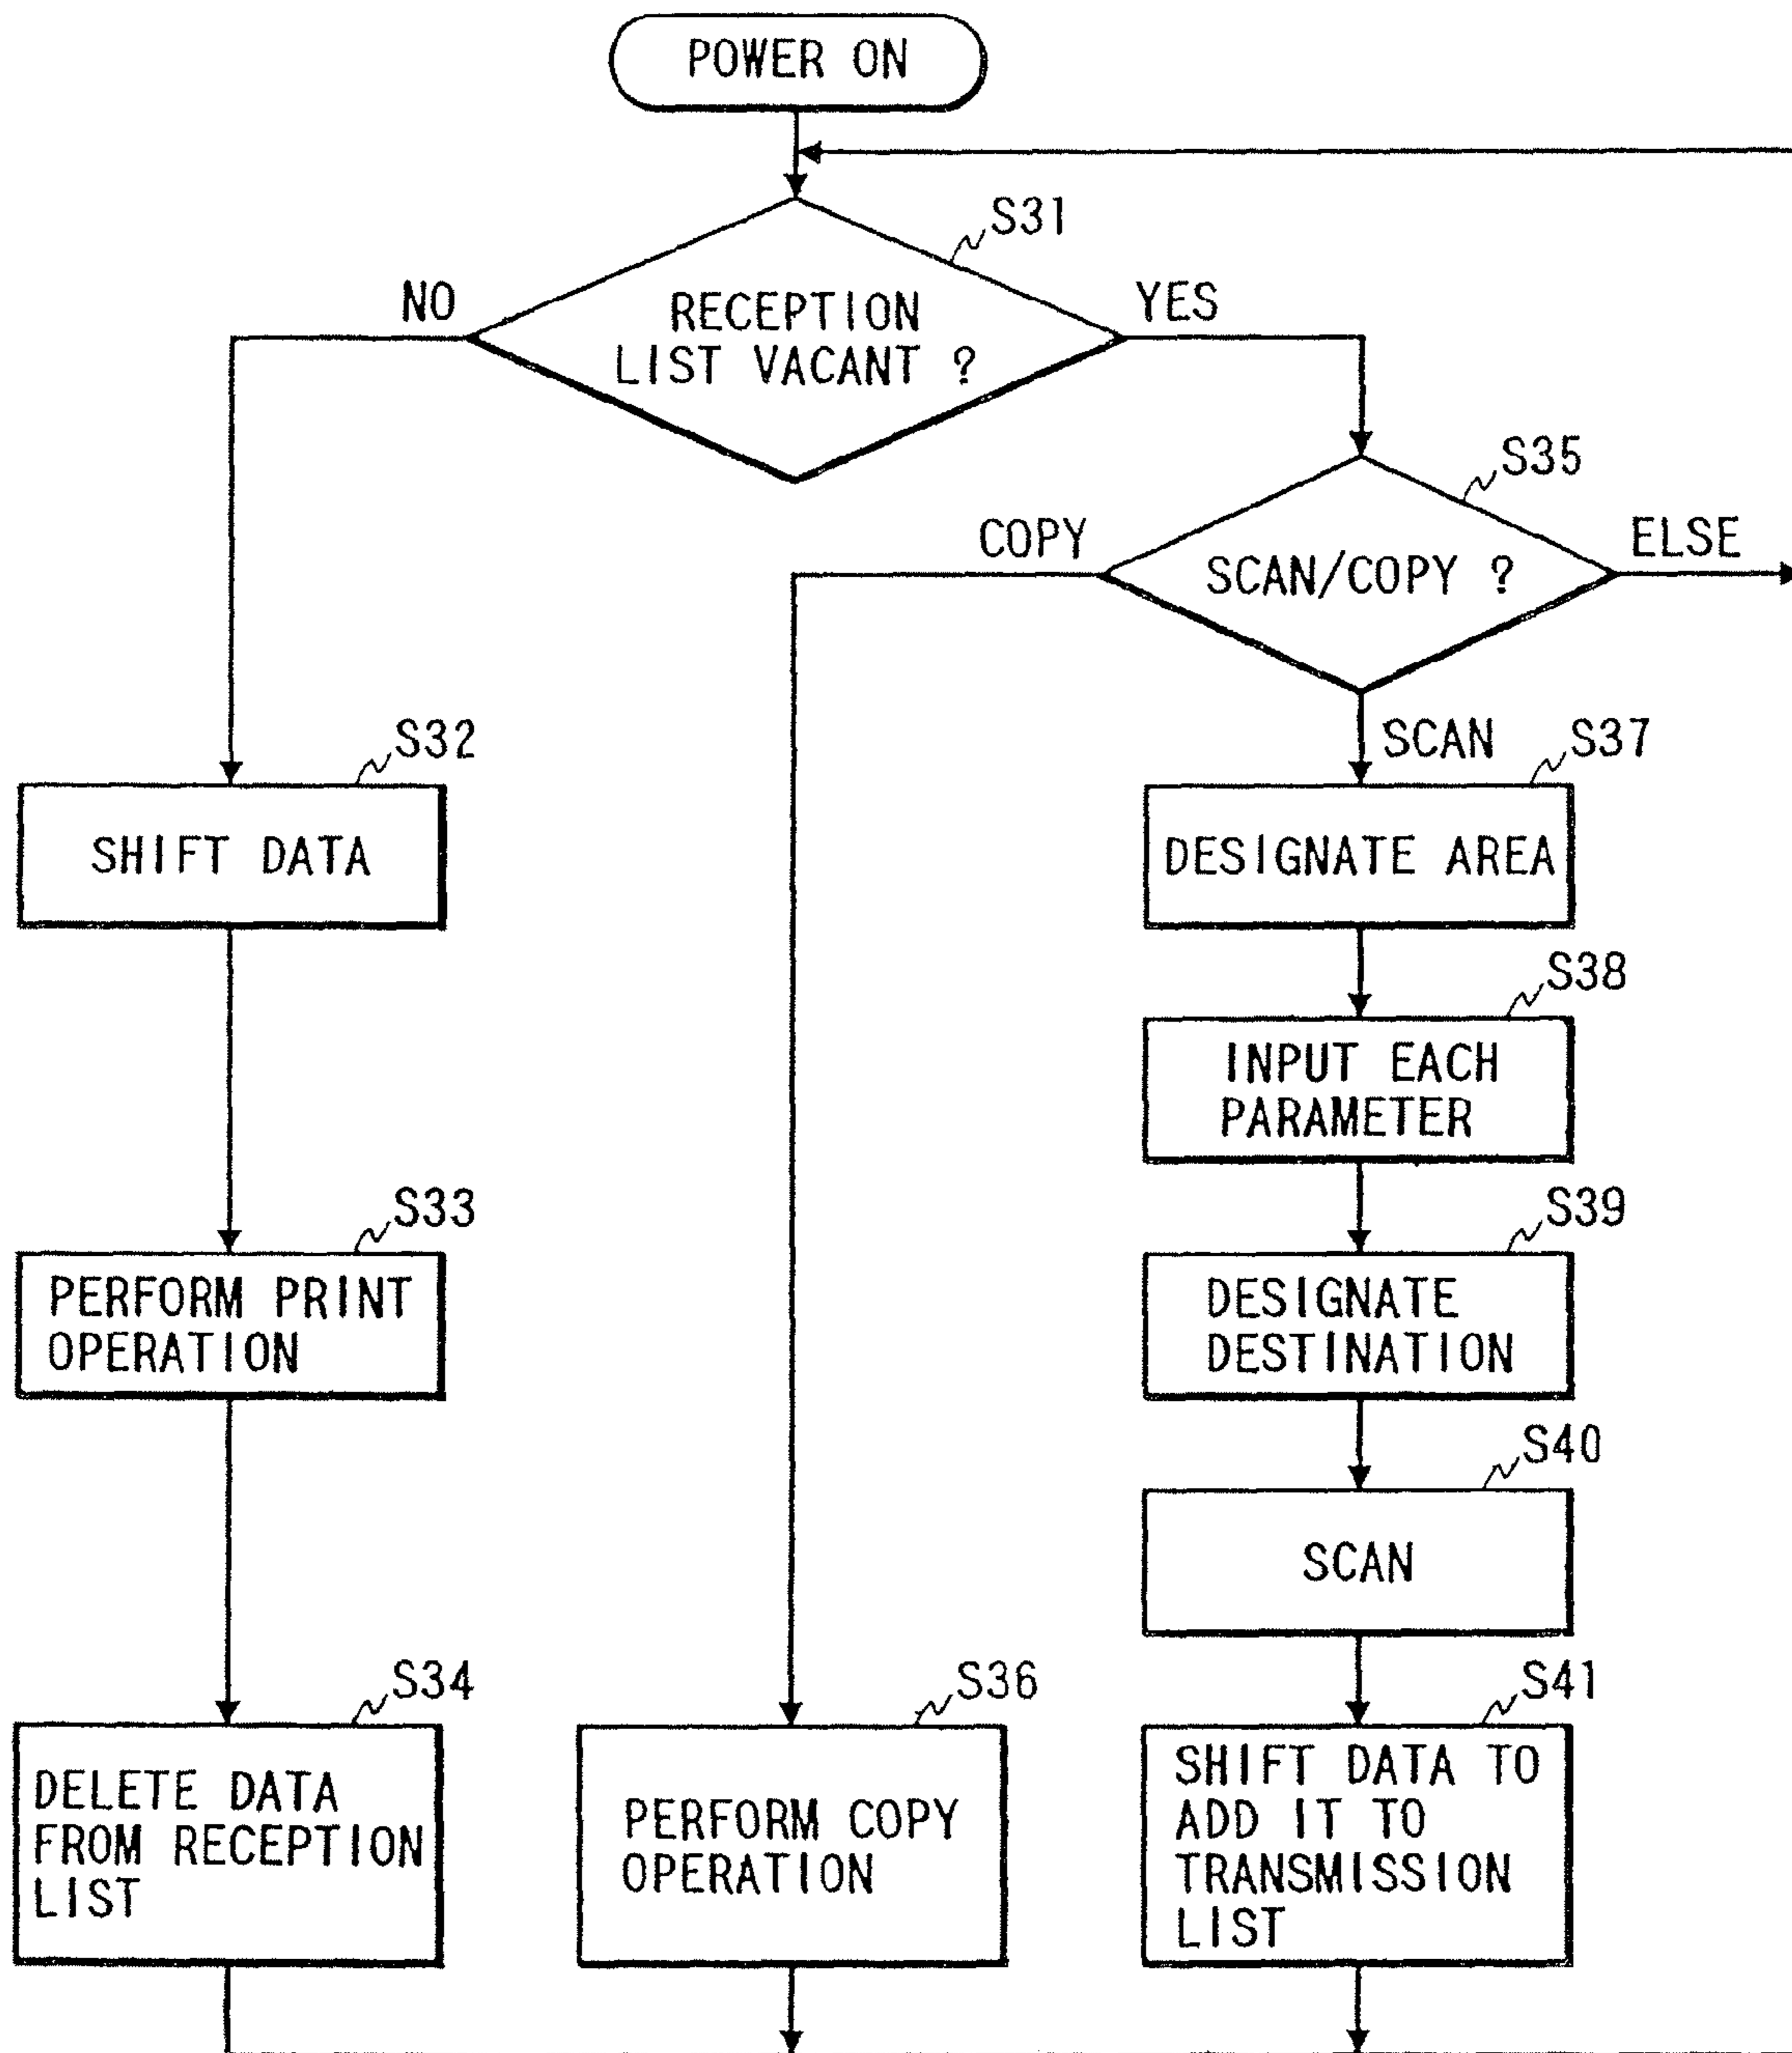 POWER ON
S31
NO
RECEPTION
LIST VACANT ?
YES
S35
COPY
SCAN/COPY ?
ELSE
S32
SCAN
S37
SHIFT DATA
DESIGNATE AREA
S38
INPUT EACH
PARAMETER
S33
S39
PERFORM PRINT
OPERATION
DESIGNATE
DESTINATION
S40
SCAN
S34
S36
S41
DELETE DATA
FROM RECEPTION
LIST
PERFORM COPY
OPERATION
SHIFT DATA TO
ADD IT TO
TRANSMISSION
LIST